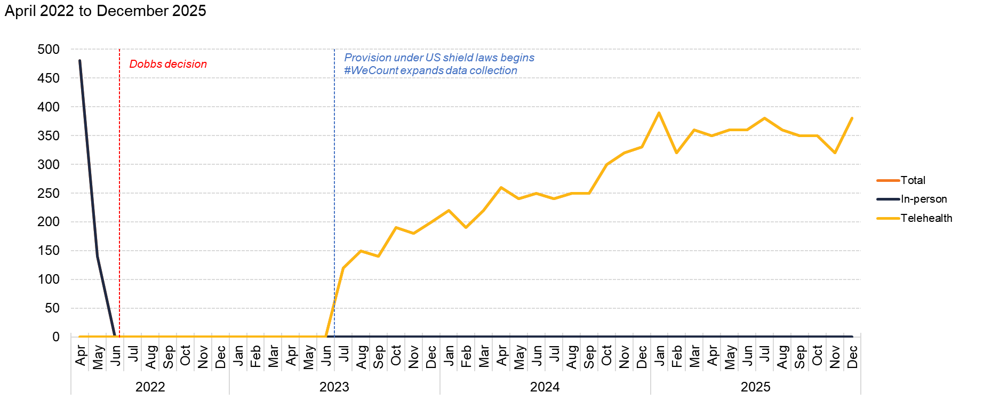 April 2022 to December 2025
500
450
400
350
300
250
200
150
100
50
0
Dobbs decision
Provision under US shield laws begins
#WeCount expands data collection
Total
In-person
Telehealth
Apr May Jun Jul Aug Sep Oct Nov Dec Jan Feb Mar Apr May Jun Jul Aug Sep Oct Nov Dec Jan Feb Mar Apr May Jun Jul Aug Sep Oct Nov Dec Jan Feb Mar Apr May Jun Jul Aug Sep Oct Nov Dec
2022 2023 2024 2025